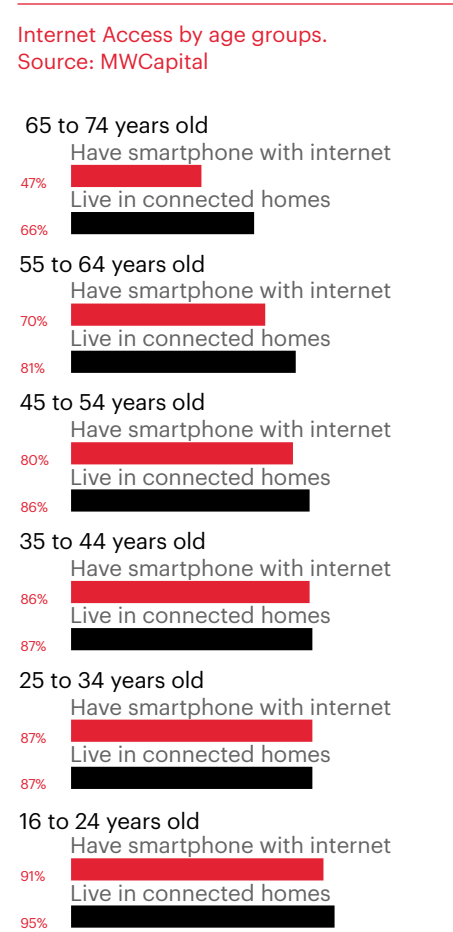 Internet Access by age groups.
Source: MWCapital
65 to 74 years old
Have smartphone with internet
47%
Live in connected homes
66%
55 to 64 years old
Have smartphone with internet
70%
Live in connected homes
81%
45 to 54 years old
Have smartphone with internet
80%
Live in connected homes
86%
35 to 44 years old
Have smartphone with internet
86%
Live in connected homes
87%
25 to 34 years old
Have smartphone with internet
87%
Live in connected homes
87%
16 to 24 years old
Have smartphone with internet
91%
Live in connected homes
95%